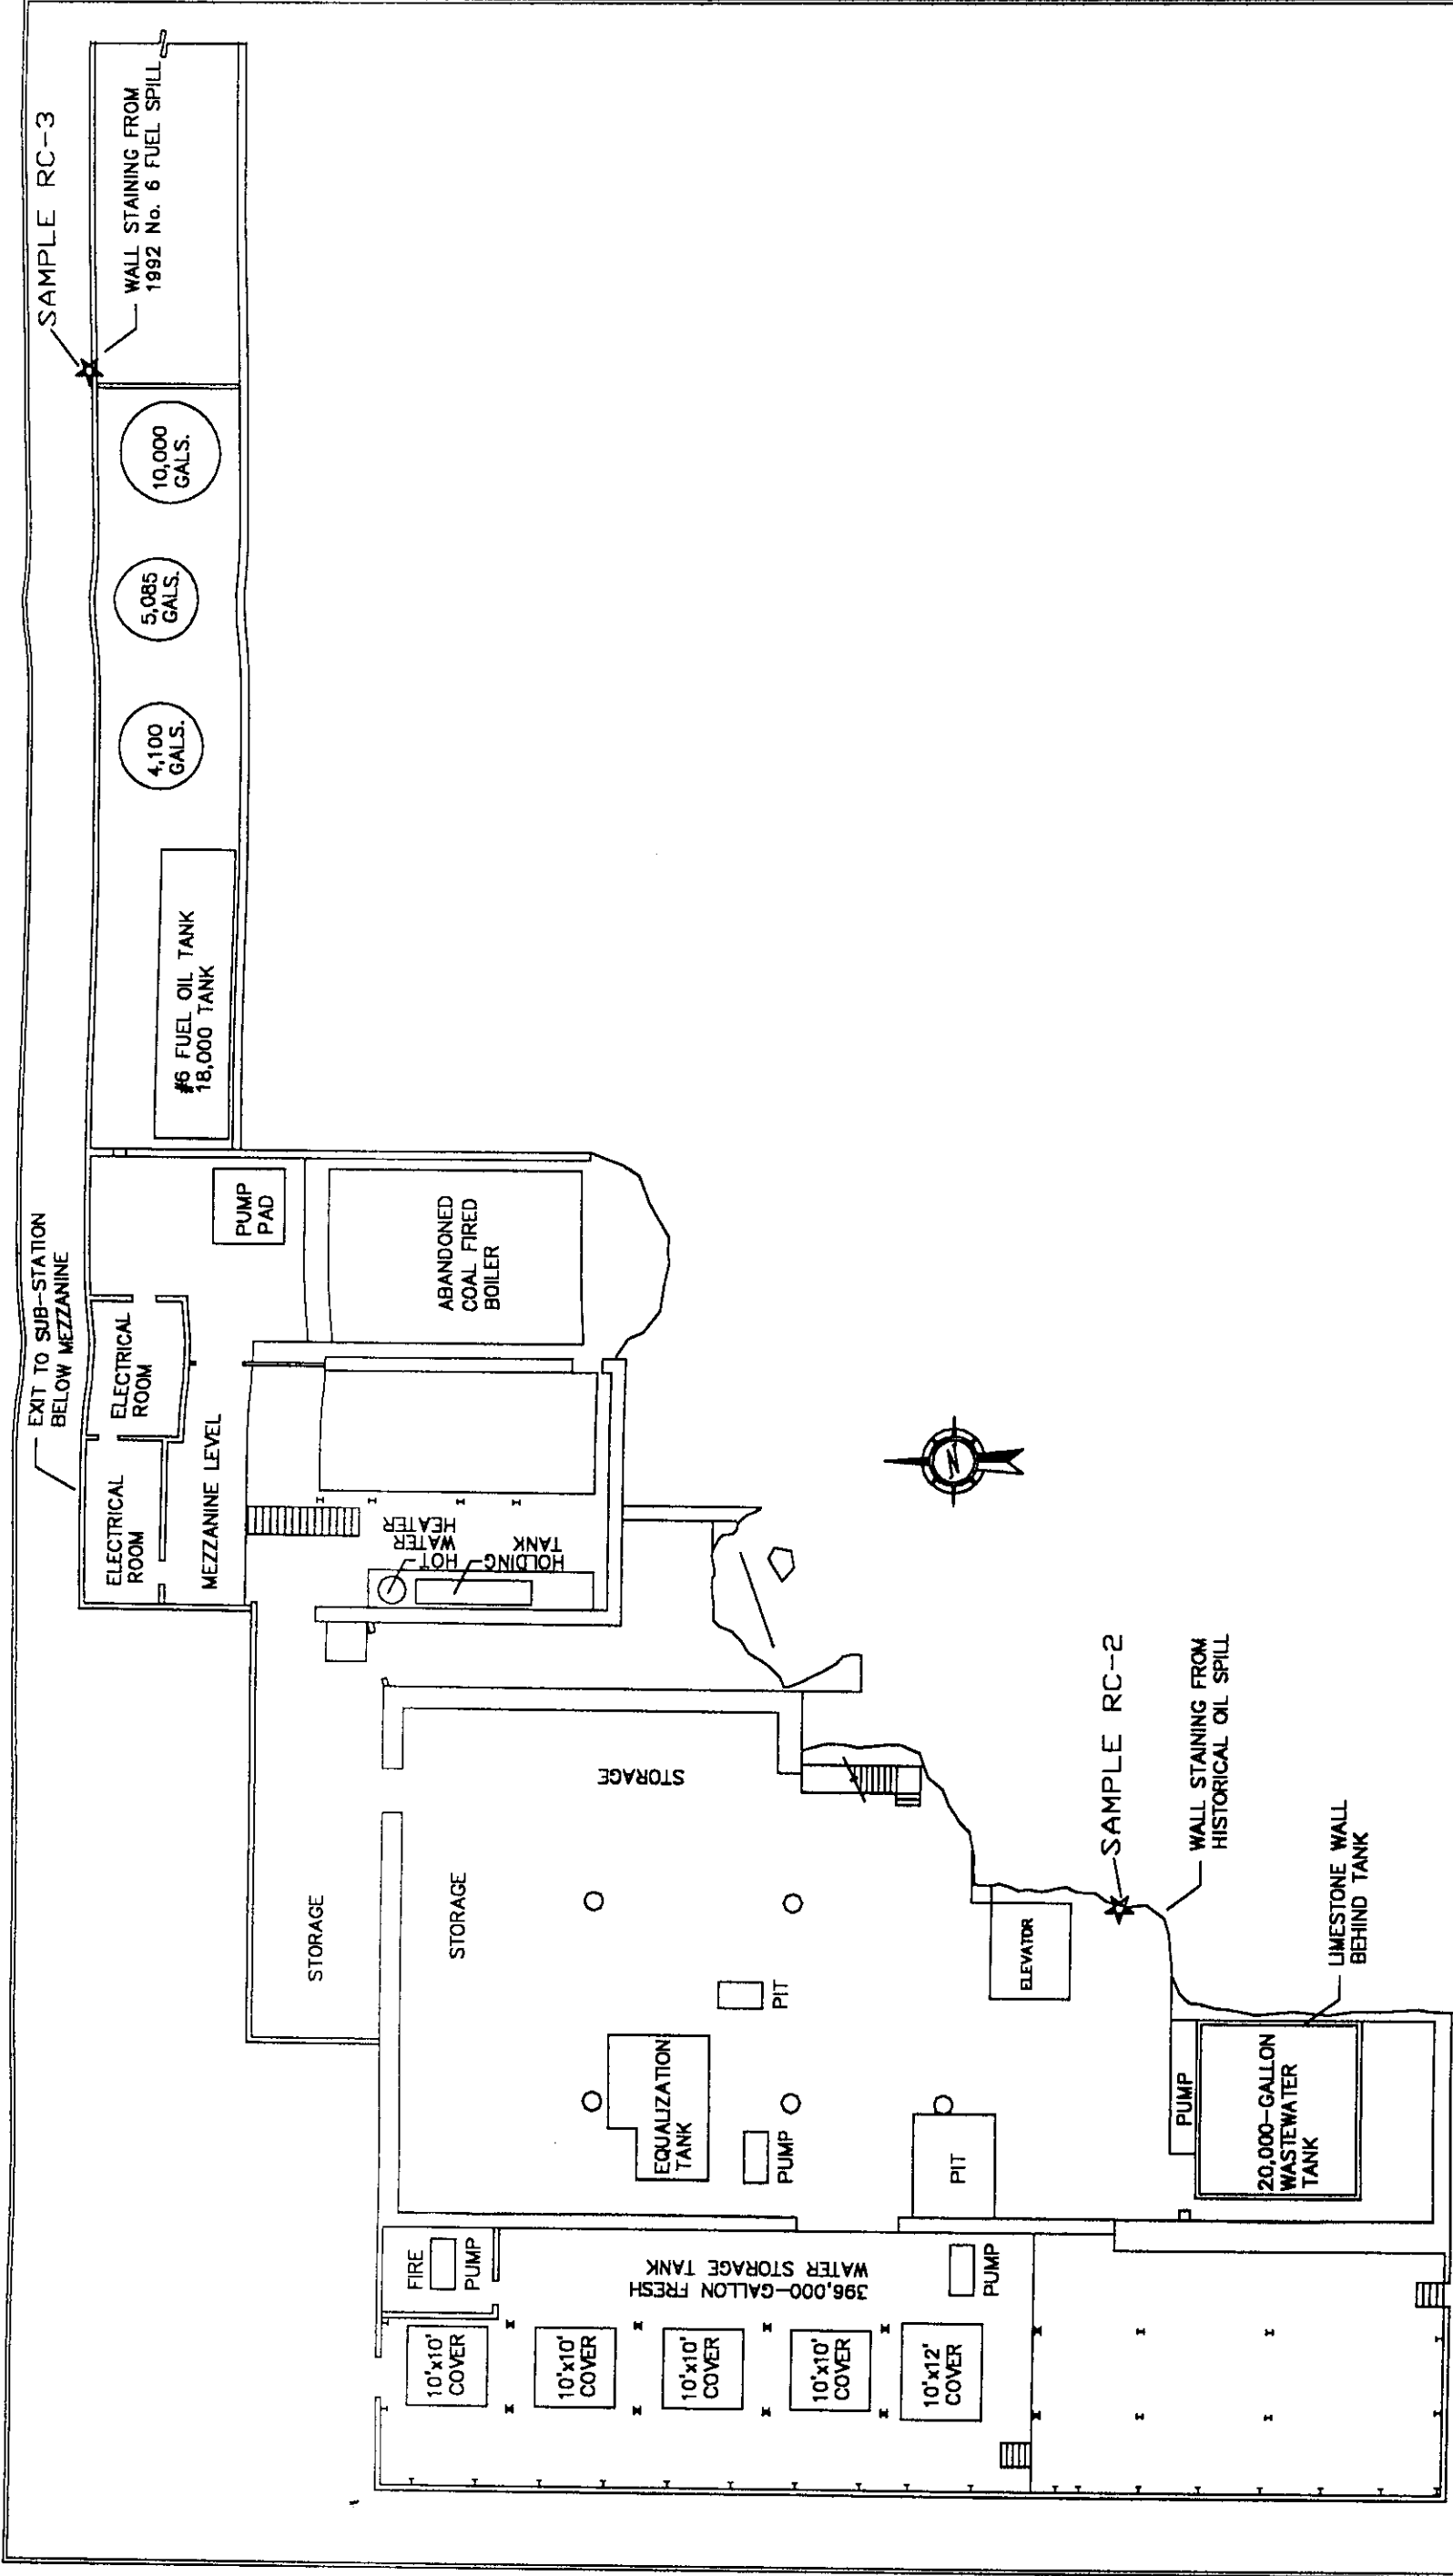 SAMPLE RC-3
WALL STAINING FROM
1992 No. 6 FUEL SPILL
10,000
GALS.
5,085
GALS.
4,100
GALS.
#6 FUEL OIL TANK
18,000 TANK
EXIT TO SUB-STATION
BELOW MEZZANINE
PUMP
PAD
ABANDONED
COAL FIRED
BOILER
ELECTRICAL
ROOM
ELECTRICAL
ROOM
MEZZANINE LEVEL
HOT
WATER
HEATER
HOLDING
TANK
N
STORAGE
STORAGE
STORAGE
PIT
EQUALIZATION
TANK
PUMP
PIT
ELEVATOR
SAMPLE RC-2
WALL STAINING FROM
HISTORICAL OIL SPILL
LIMESTONE WALL
BEHIND TANK
PUMP
20,000-GALLON
WASTEWATER
TANK
FIRE
PUMP
396,000-GALLON FRESH
WATER STORAGE TANK
PUMP
10'x10'
COVER
10'x10'
COVER
10'x10'
COVER
10'x10'
COVER
10'x12'
COVER